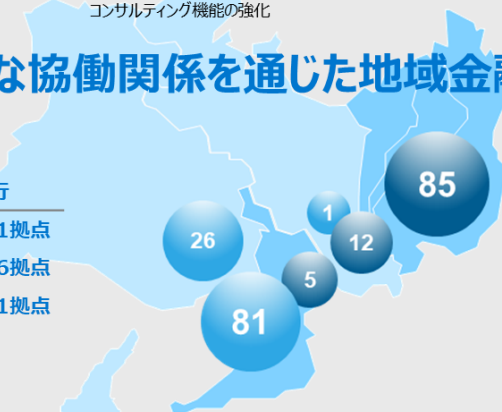 コンサルティング機能の強化
な協働関係を通じた地域金融
行
1拠点
6拠点
1拠点
85
1
26
12
5
81